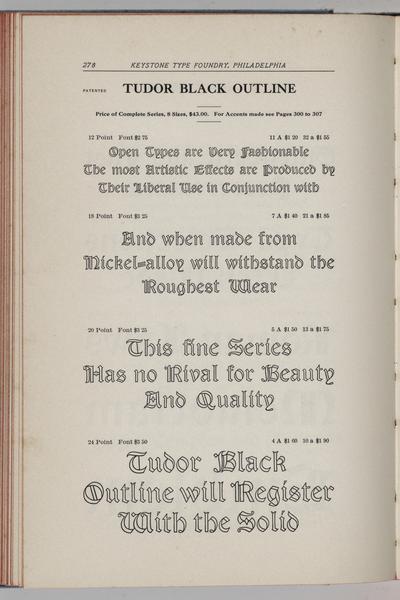 278 KEYSTONE TYPE FOUNDRY, PHILADELPHIA
PATENTED TUDOR BLACK OUTLINE
Price of Complete Series, 8 Sizes, $43.00. For Accents made see Pages 300 to 307
12 Point Font $2 75 11 A $1 20 32 a $1 55
Open Types are Very Fashionable
The most Artistic Effects are Produced by
Their Liberal Use in Conjunction with
18 Point Font $3 25 7 A $1 40 21 a $1 85
And when made from
Nickel-alloy will withstand the
Roughest Wear
20 Point Font $3 25 5 A $1 50 13 a $1 75
This fine Series
Has no Rival for Beauty
And Quality
24 Point Font $3 50 4 A $1 60 10 a $1 90
Tudor Black
Outline will Register
With the Solid